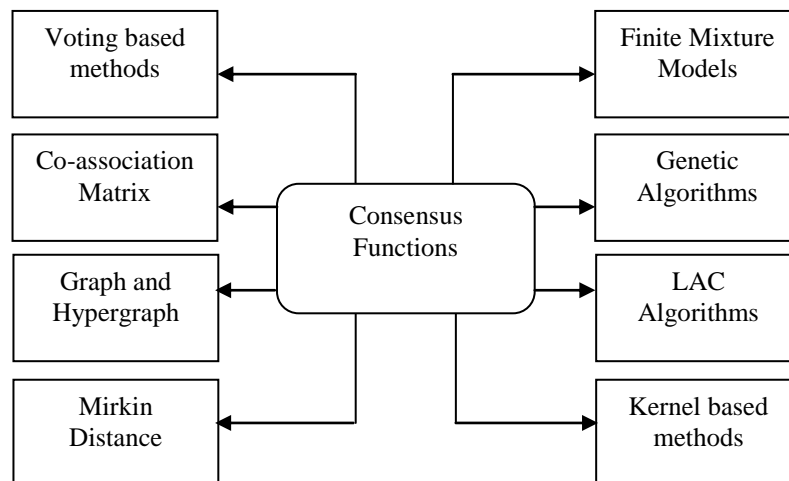 Voting based
methods
Finite Mixture
Models
Co-association
Matrix
Genetic
Algorithms
Consensus
Functions
Graph and
Hypergraph
LAC
Algorithms
Mirkin
Distance
Kernel based
methods